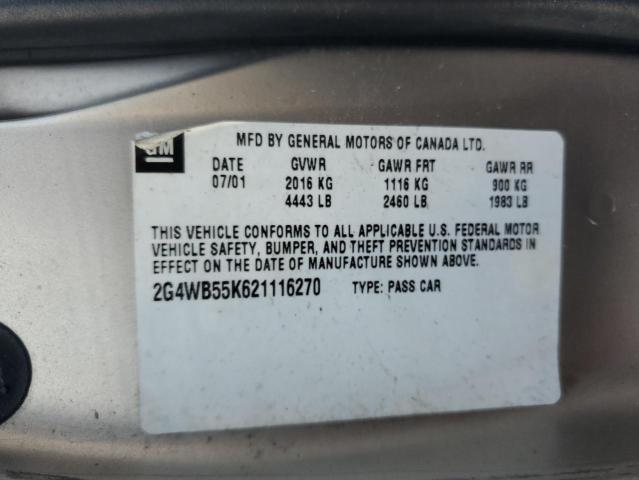 GM
MFD BY GENERAL MOTORS OF CANADA LTD.
DATE GVWR GAWR FRT GAWR RR
07/01 2016 KG 1116 KG 900 KG
4443 LB 2460 LB 1983 LB
THIS VEHICLE CONFORMS TO ALL APPLICABLE U.S. FEDERAL MOTOR
VEHICLE SAFETY, BUMPER, AND THEFT PREVENTION STANDARDS IN
EFFECT ON THE DATE OF MANUFACTURE SHOWN ABOVE.
2G4WB55K621116270 TYPE: PASS CAR